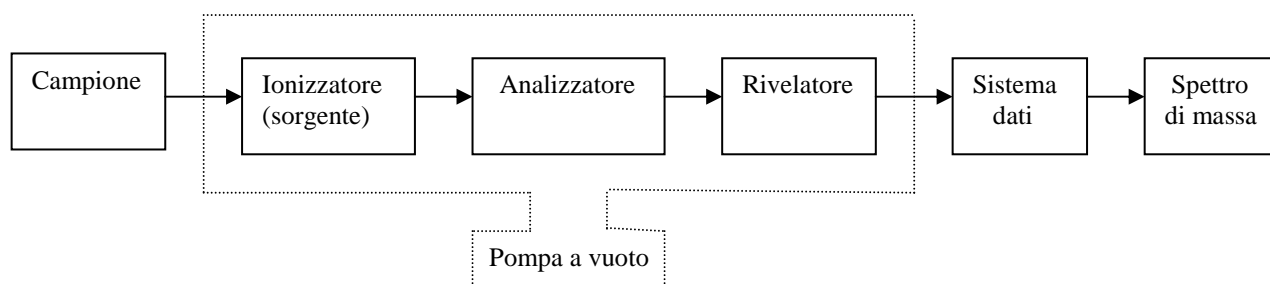 Campione
Ionizzatore
(sorgente)
Analizzatore
Rivelatore
Sistema
dati
Spettro
di massa
Pompa a vuoto